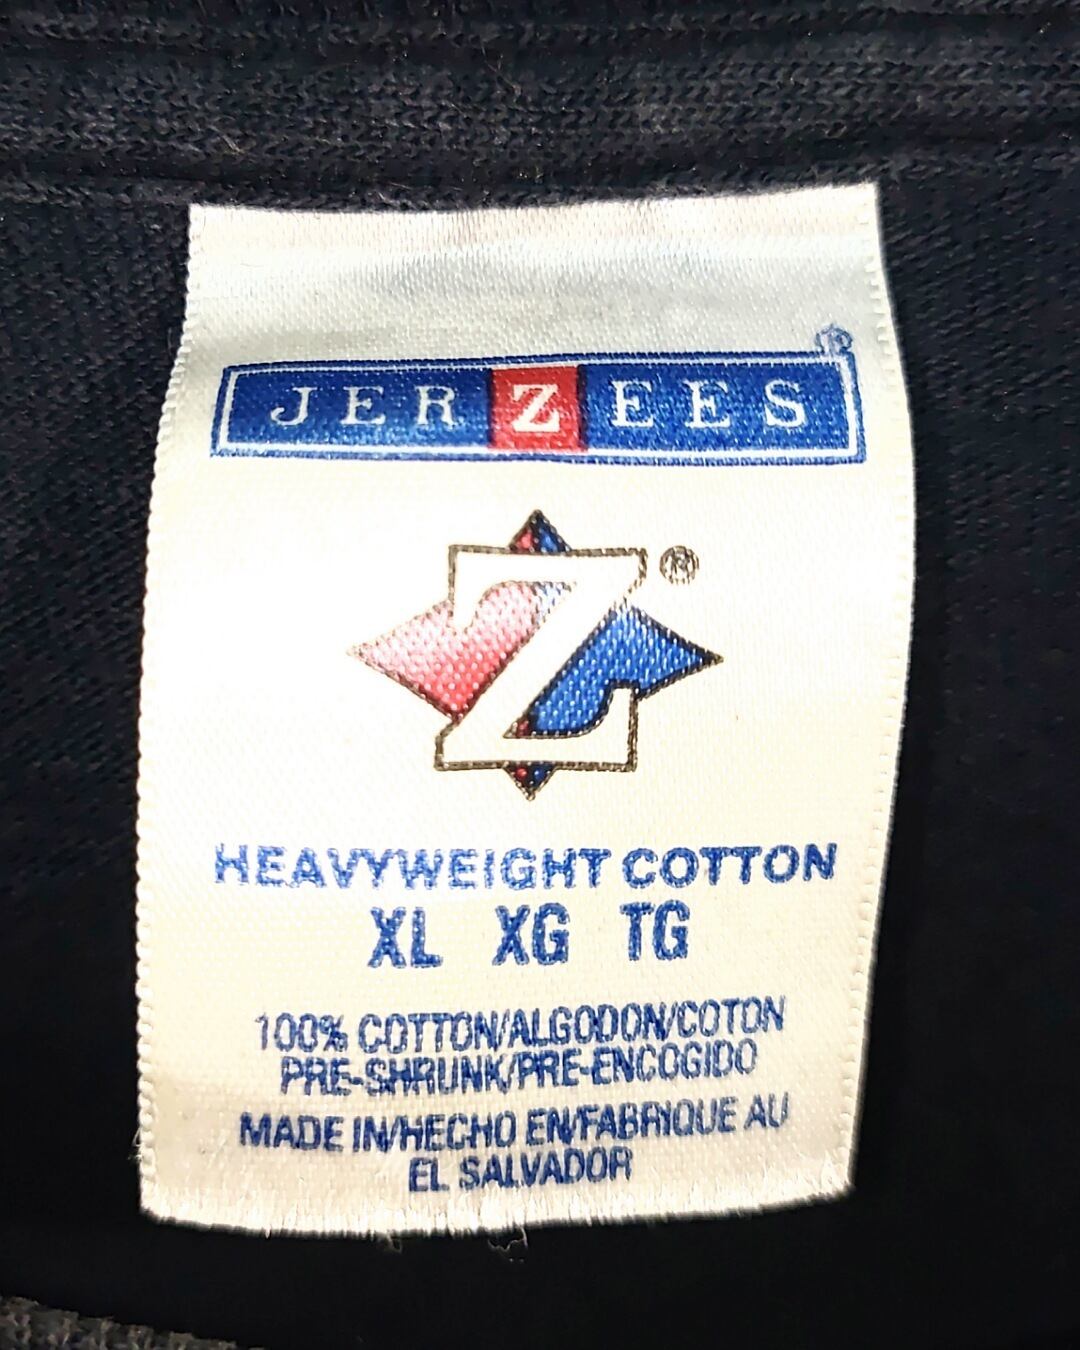 JERZEES®
Z®
HEAVYWEIGHT COTTON
XL XG TG
100% COTTON/ALGODON/COTON
PRE-SHRUNK/PRE-ENCOGIDO
MADE IN/HECHO EN/FABRIQUE AU
EL SALVADOR